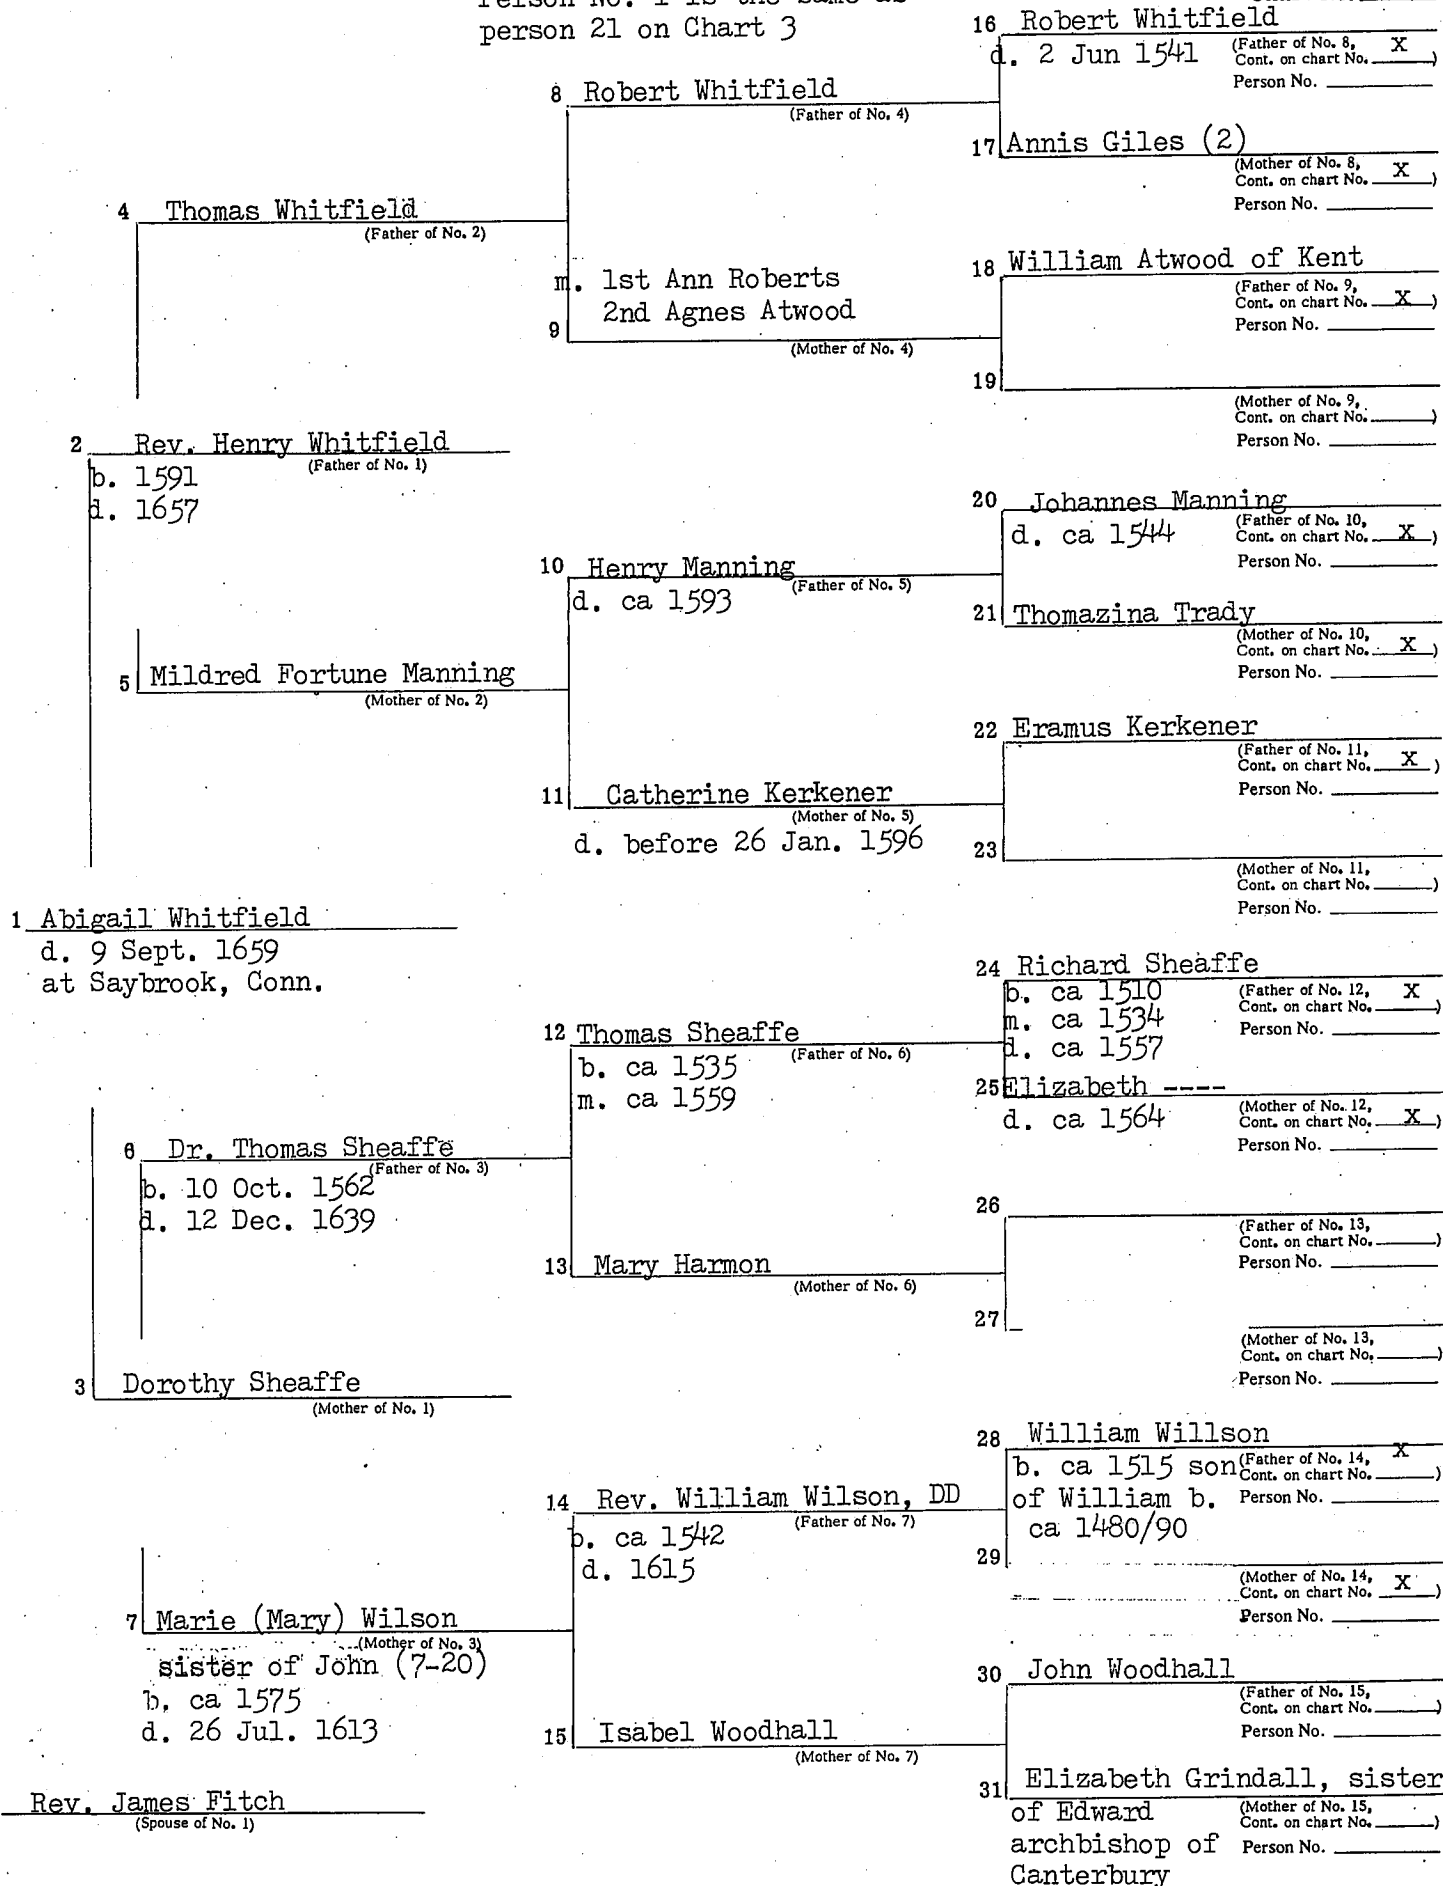 person 21 on Chart 3
16 Robert Whitfield
d. 2 Jun 1541
(Father of No. 8,
Cont. on chart No. X )
Person No.
8 Robert Whitfield
(Father of No. 4)
17 Annis Giles (2)
(Mother of No. 8,
Cont. on chart No. X )
Person No.
4 Thomas Whitfield
(Father of No. 2)
m. 1st Ann Roberts
2nd Agnes Atwood
9
(Mother of No. 4)
18 William Atwood of Kent
(Father of No. 9,
Cont. on chart No. X )
Person No.
19
(Mother of No. 9,
Cont. on chart No. )
Person No.
2 Rev. Henry Whitfield
(Father of No. 1)
b. 1591
d. 1657
20 Johannes Manning
d. ca 1544
(Father of No. 10,
Cont. on chart No. X )
Person No.
10 Henry Manning
(Father of No. 5)
d. ca 1593
21 Thomazina Trady
(Mother of No. 10,
Cont. on chart No. X )
Person No.
5 Mildred Fortune Manning
(Mother of No. 2)
22 Eramus Kerkener
(Father of No. 11,
Cont. on chart No. X )
Person No.
11 Catherine Kerkener
(Mother of No. 5)
d. before 26 Jan. 1596
23
(Mother of No. 11,
Cont. on chart No. )
Person No.
1 Abigail Whitfield
d. 9 Sept. 1659
at Saybrook, Conn.
24 Richard Sheaffe
b. ca 1510
m. ca 1534
d. ca 1557
(Father of No. 12,
Cont. on chart No. X )
Person No.
12 Thomas Sheaffe
(Father of No. 6)
b. ca 1535
m. ca 1559
25 Elizabeth ----
d. ca 1564
(Mother of No. 12,
Cont. on chart No. X )
Person No.
6 Dr. Thomas Sheaffe
(Father of No. 3)
b. 10 Oct. 1562
d. 12 Dec. 1639
26
(Father of No. 13,
Cont. on chart No. )
Person No.
13 Mary Harmon
(Mother of No. 6)
27
(Mother of No. 13,
Cont. on chart No. )
Person No.
3 Dorothy Sheaffe
(Mother of No. 1)
28 William Willson
b. ca 1515 son
of William b.
ca 1480/90
(Father of No. 14, X
Cont. on chart No. )
Person No.
14 Rev. William Wilson, DD
(Father of No. 7)
b. ca 1542
d. 1615
29
(Mother of No. 14,
Cont. on chart No. X )
Person No.
7 Marie (Mary) Wilson
(Mother of No. 3)
sister of John (7-20)
b. ca 1575
d. 26 Jul. 1613
30 John Woodhall
(Father of No. 15,
Cont. on chart No. )
Person No.
15 Isabel Woodhall
(Mother of No. 7)
31 Elizabeth Grindall, sister
of Edward
archbishop of
Canterbury
(Mother of No. 15,
Cont. on chart No. )
Person No.
Rev. James Fitch
(Spouse of No. 1)